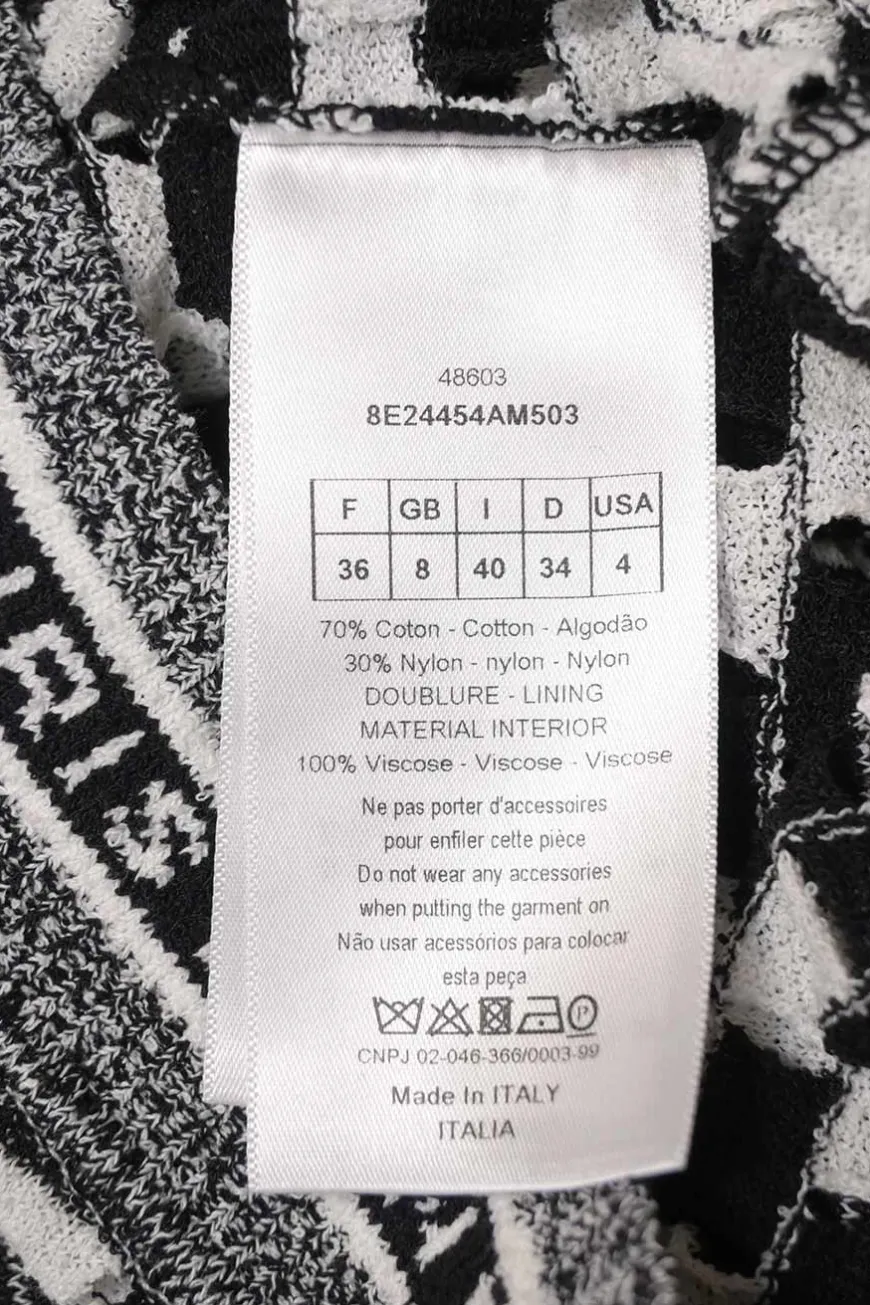 48603
8E24454AM503
F GB I D USA
36 8 40 34 4
70% Coton - Cotton - Algodão
30% Nylon - nylon - Nylon
DOUBLURE - LINING
MATERIAL INTERIOR
100% Viscose - Viscose - Viscose
Ne pas porter d'accessoires
pour enfiler cette pièce
Do not wear any accessories
when putting the garment on
Não usar acessórios para colocar
esta peça
P
CNPJ 02-046-366/0003-99
Made In ITALY
ITALIA